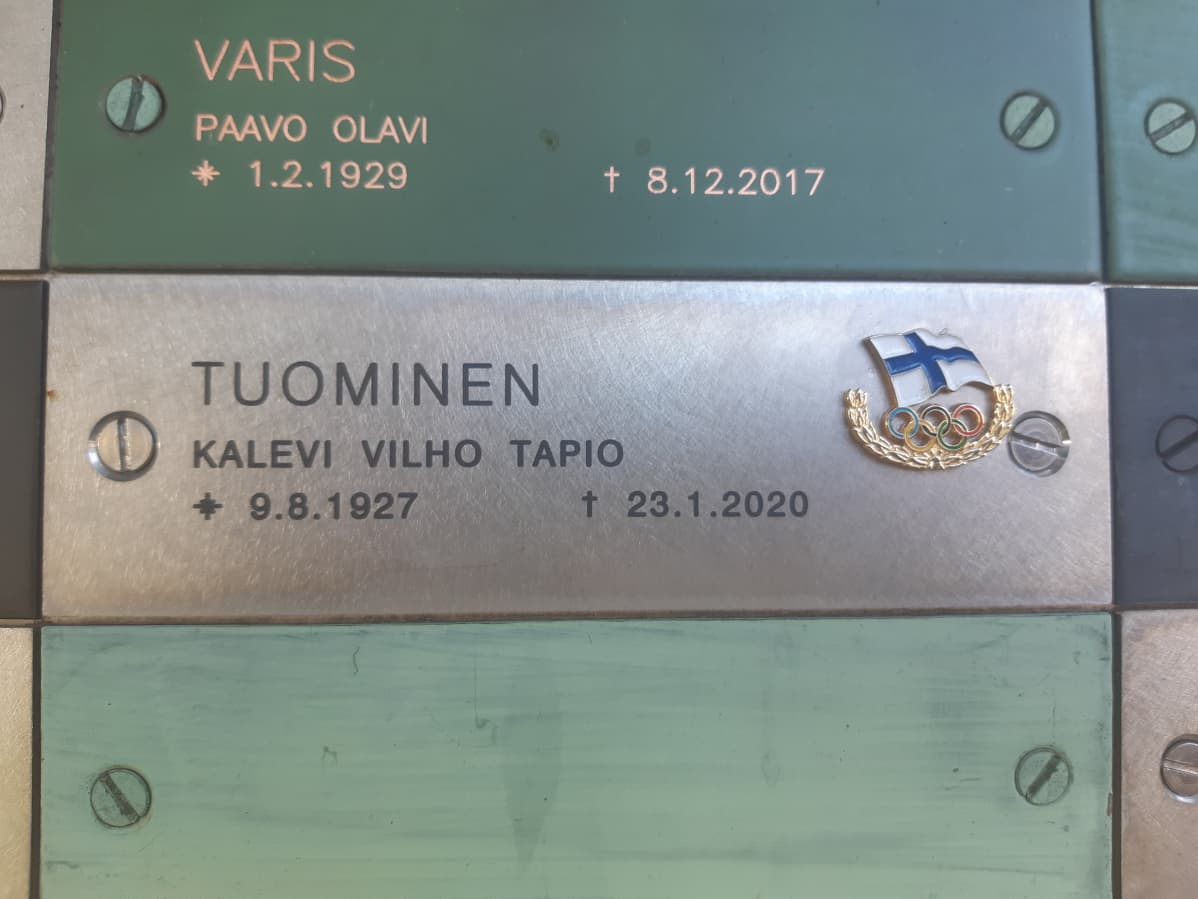 VARIS
PAAVO OLAVI
* 1.2.1929 † 8.12.2017
TUOMINEN
KALEVI VILHO TAPIO
* 9.8.1927 † 23.1.2020